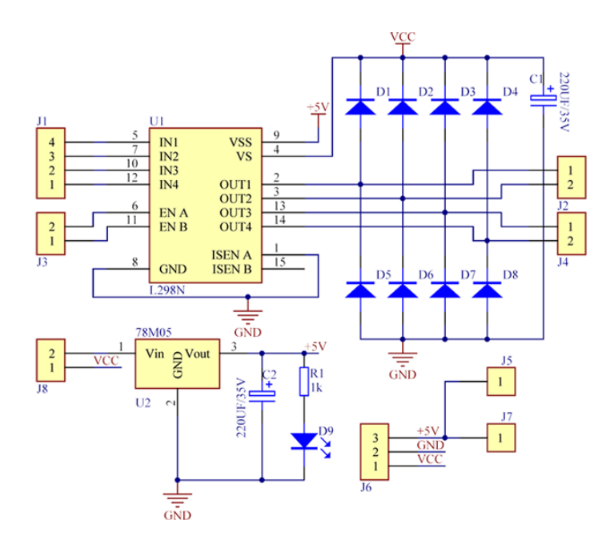 VCC
C1
220UF/35V
D1
D2
D3
D4
+5V
J1
U1
4
5
IN1
VSS
9
3
7
IN2
VS
4
2
10
IN3
1
12
IN4
OUT1
2
OUT2
3
1
2
J2
J3
2
6
EN A
OUT3
13
1
11
EN B
OUT4
14
1
2
J4
ISEN A
1
8
GND
ISEN B
15
L298N
D5
D6
D7
D8
GND
GND
78M05
J8
2
1
VCC
1
Vin
GND
Vout
3
+5V
U2
2
C2
220UF/35V
R1
1k
D9
GND
J5
1
J7
1
J6
3
+5V
2
GND
1
VCC